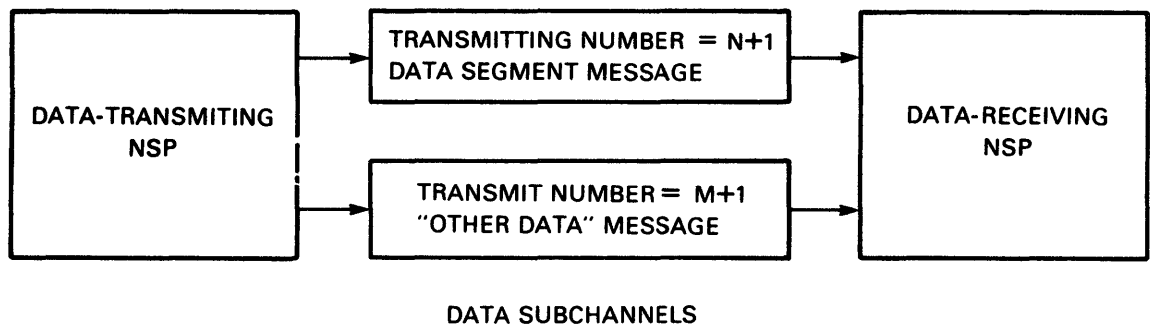 DATA-TRANSMITING
NSP
TRANSMITTING NUMBER = N+1
DATA SEGMENT MESSAGE
TRANSMIT NUMBER = M+1
"OTHER DATA" MESSAGE
DATA-RECEIVING
NSP
DATA SUBCHANNELS